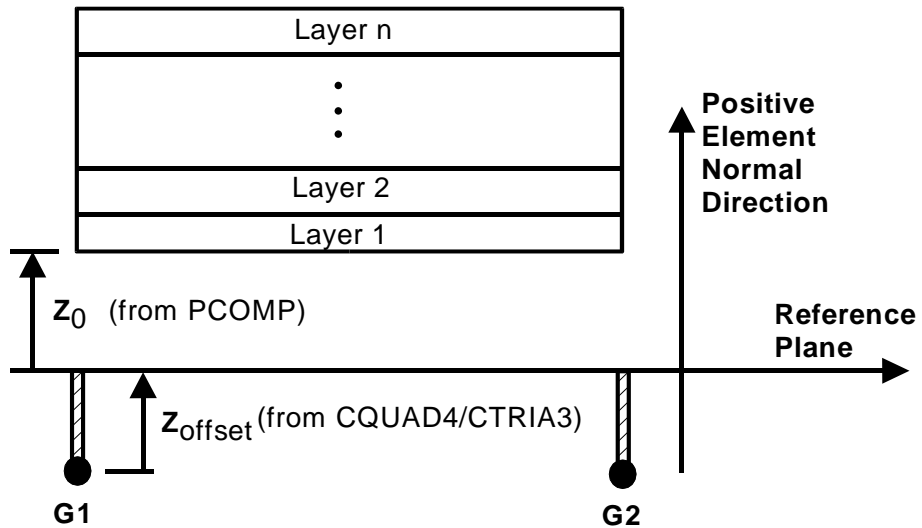 Layer n
Positive
Element
Normal
Direction
Layer 2
Layer 1
Z0 (from PCOMP)
Reference
Plane
Zoffset (from CQUAD4/CTRIA3)
G1
G2